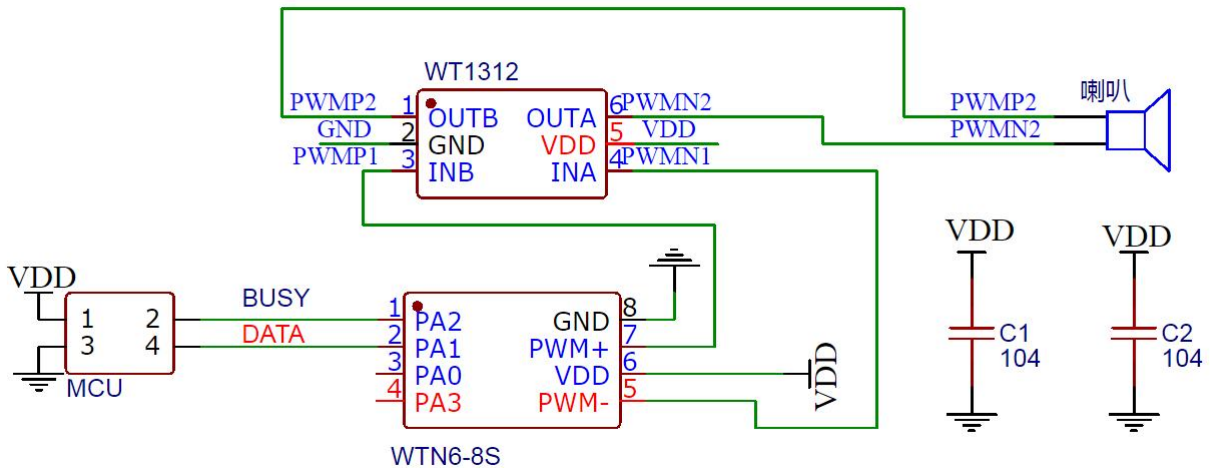 WT1312
PWMP2 1 OUTB OUTA 6 PWMN2
GND 2 GND VDD 5 VDD
PWMP1 3 INB INA 4 PWMN1
PWMP2
PWMN2
喇叭
VDD
1 2
3 4
MCU
BUSY
DATA
1 PA2 GND 8
2 PA1 PWM+ 7
3 PA0 VDD 6
4 PA3 PWM- 5
WTN6-8S
VDD
VDD
C1
104
VDD
C2
104